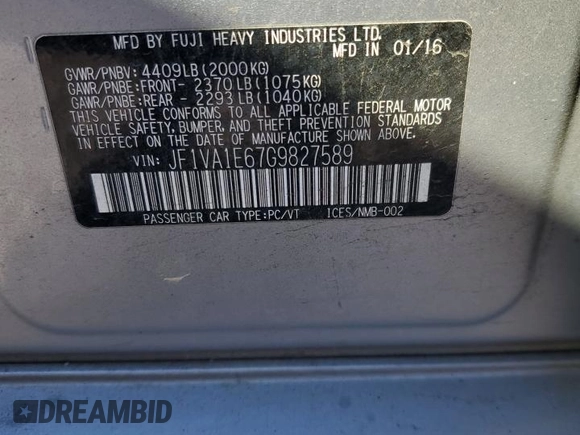 MFD BY FUJI HEAVY INDUSTRIES LTD.
MFD IN 01/16
GVWR/PNBV: 4409LB(2000KG)
GAWR/PNBE:FRONT- 2370LB(1075KG)
GAWR/PNBE:REAR - 2293LB(1040KG)
THIS VEHICLE CONFORMS TO ALL APPLICABLE FEDERAL MOTOR
VEHICLE SAFETY, BUMPER, AND THEFT PREVENTION STANDARDS
IN EFFECT ON THE DATE OF MANUFACTURE SHOWN ABOVE.
VIN: JF1VA1E67G9827589
PASSENGER CAR TYPE:PC/VT ICES/NMB-002
DREAMBID